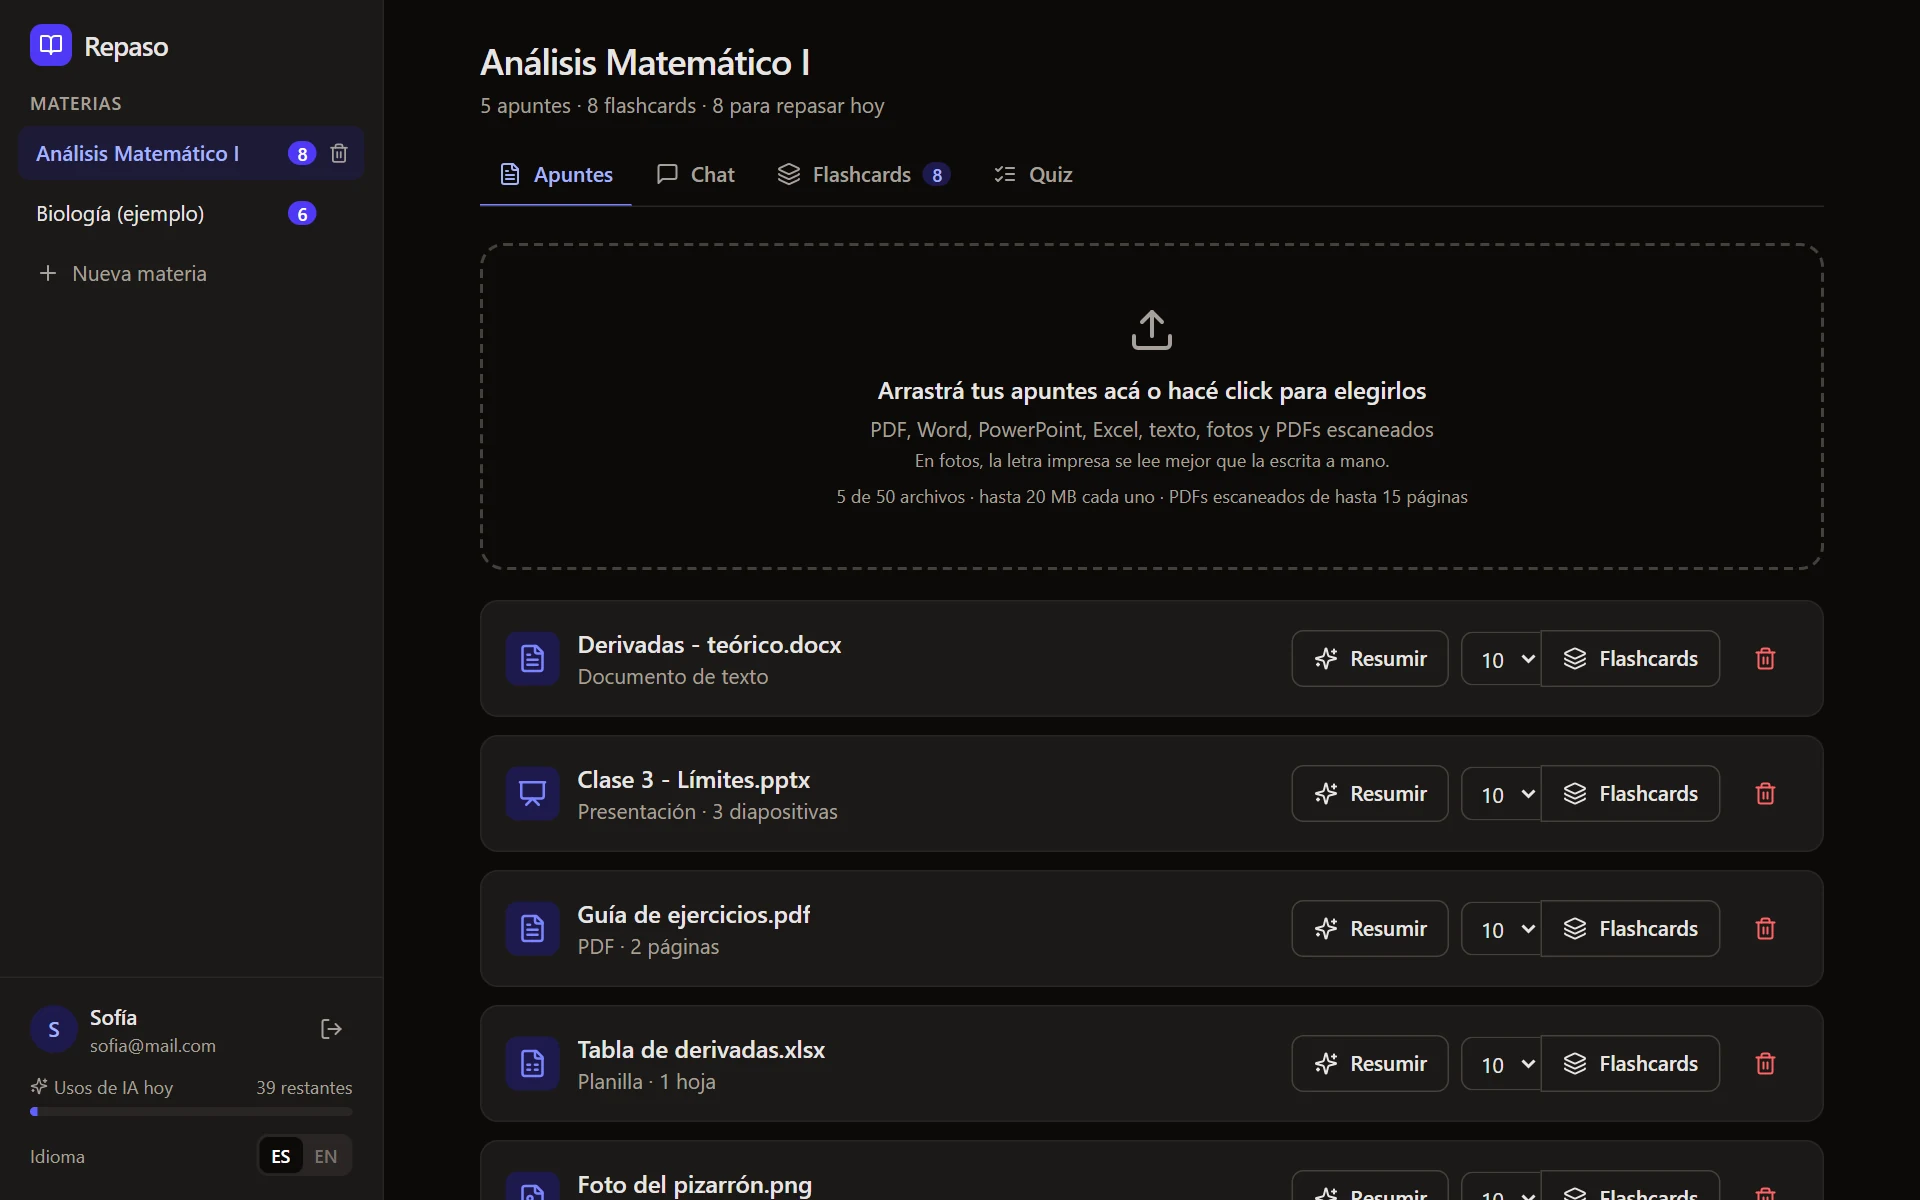 Repaso
MATERIAS
Análisis Matemático I 8
Biología (ejemplo) 6
Nueva materia
Sofía
S
sofia@mail.com
Usos de IA hoy 39 restantes
Idioma ES EN
Análisis Matemático I
5 apuntes · 8 flashcards · 8 para repasar hoy
Apuntes Chat Flashcards 8 Quiz
Arrastrá tus apuntes acá o hacé click para elegirlos
PDF, Word, PowerPoint, Excel, texto, fotos y PDFs escaneados
En fotos, la letra impresa se lee mejor que la escrita a mano.
5 de 50 archivos · hasta 20 MB cada uno · PDFs escaneados de hasta 15 páginas
Derivadas - teórico.docx
Documento de texto
Resumir 10 Flashcards
Clase 3 - Límites.pptx
Presentación · 3 diapositivas
Resumir 10 Flashcards
Guía de ejercicios.pdf
PDF · 2 páginas
Resumir 10 Flashcards
Tabla de derivadas.xlsx
Planilla · 1 hoja
Resumir 10 Flashcards
Foto del pizarrón.png
Resumir 10 Flashcards